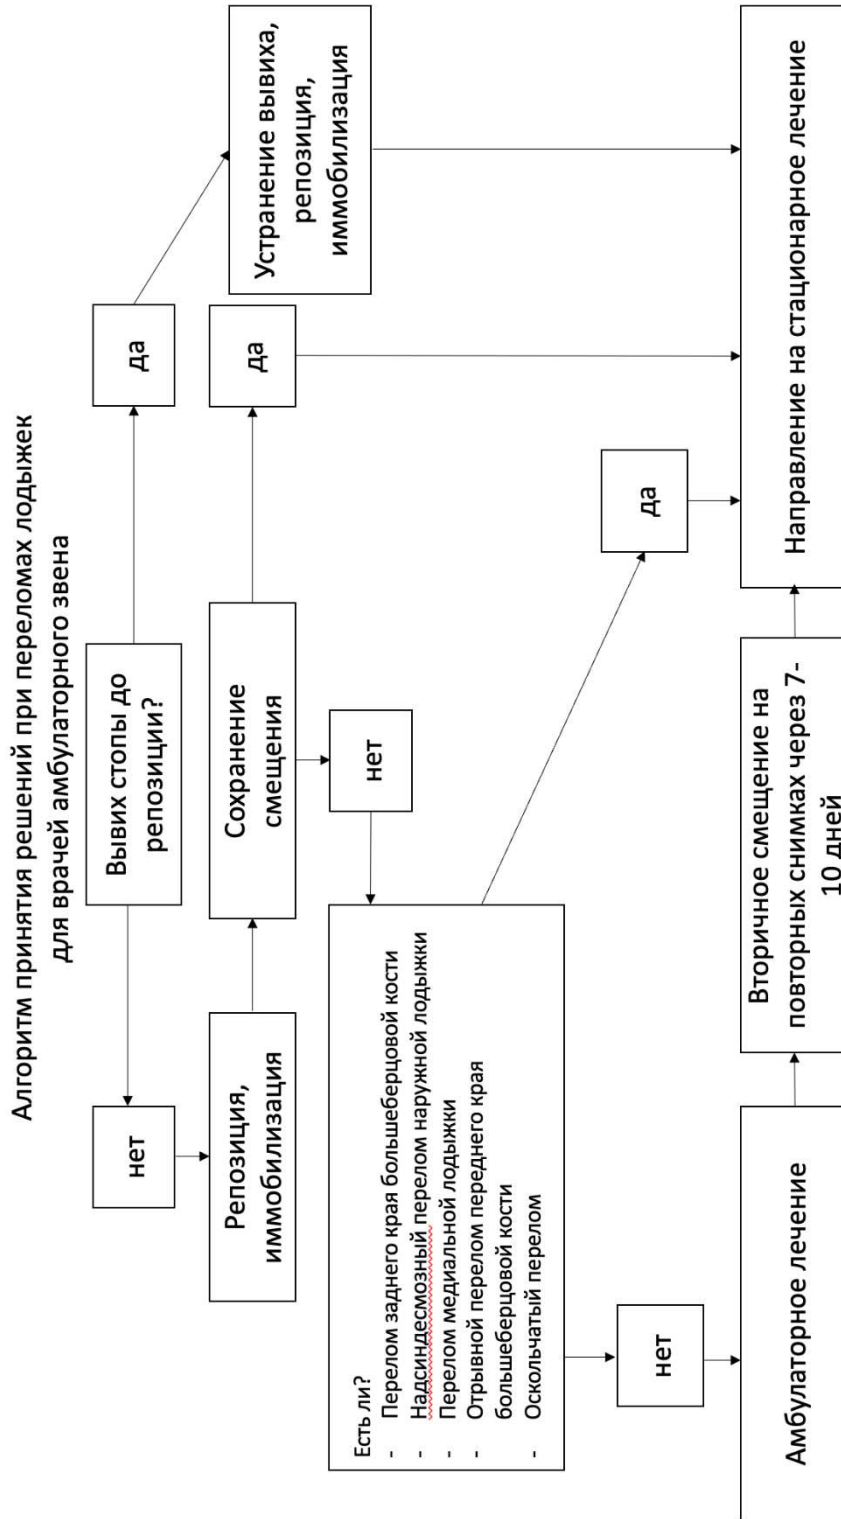 Алгоритм принятия решений при переломах лодыжек
для врачей амбулаторного звена
Вывих стопы до
репозиции?
нет
да
Репозиция,
иммобилизация
Сохранение
смещения
да
Устранение вывиха,
репозиция,
иммобилизация
нет
Есть ли?
- Перелом заднего края большеберцовой кости
- Надсиндесмозный перелом наружной лодыжки
- Перелом медиальной лодыжки
- Отрывной перелом переднего края
большеберцовой кости
- Оскольчатый перелом
нет
да
Амбулаторное лечение
Вторичное смещение на
повторных снимках через 7-
10 дней
Направление на стационарное лечение